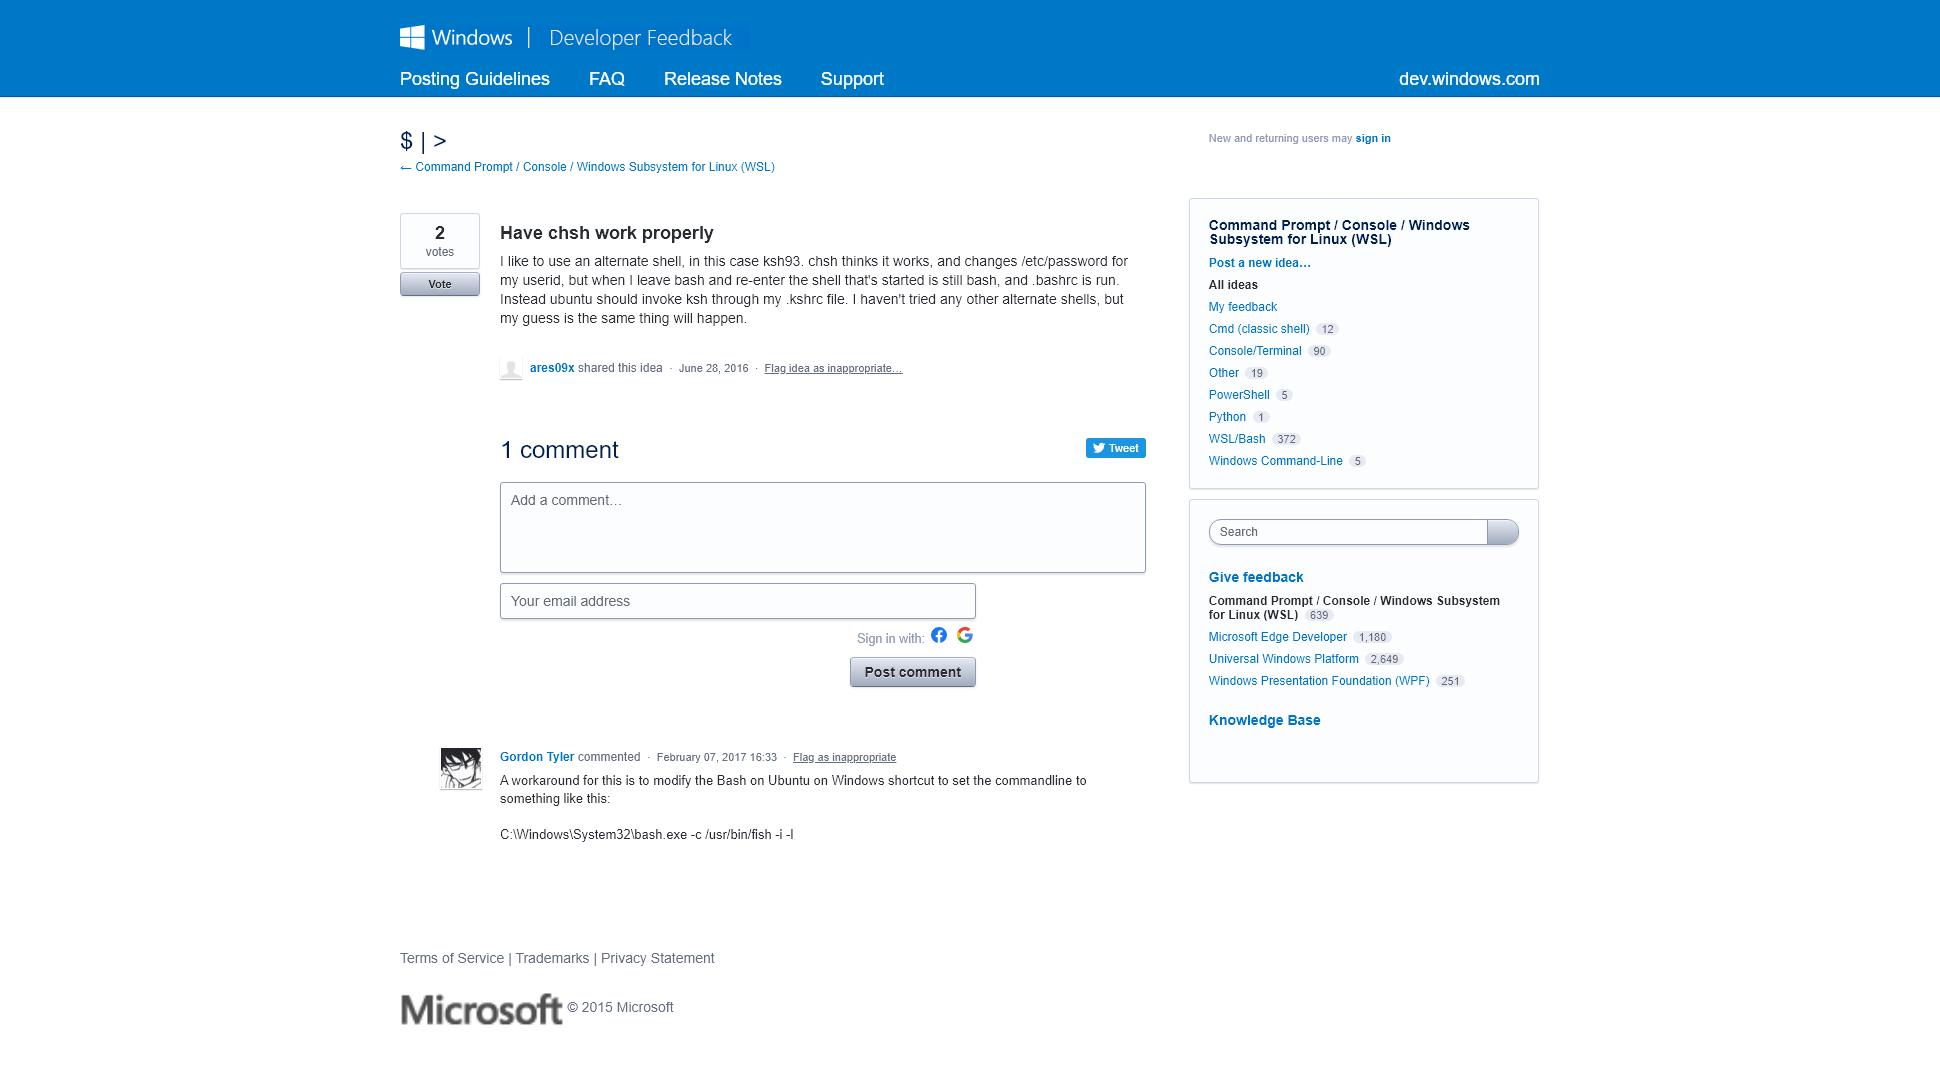 Windows | Developer Feedback
Posting Guidelines FAQ Release Notes Support dev.windows.com
$ | >
← Command Prompt / Console / Windows Subsystem for Linux (WSL)
2
votes
Vote
Have chsh work properly
I like to use an alternate shell, in this case ksh93. chsh thinks it works, and changes /etc/password for
my userid, but when I leave bash and re-enter the shell that's started is still bash, and .bashrc is run.
Instead ubuntu should invoke ksh through my .kshrc file. I haven't tried any other alternate shells, but
my guess is the same thing will happen.
ares09x shared this idea · June 28, 2016 · Flag idea as inappropriate…
1 comment
Tweet
Add a comment…
Your email address
Sign in with:
Post comment
Gordon Tyler commented · February 07, 2017 16:33 · Flag as inappropriate
A workaround for this is to modify the Bash on Ubuntu on Windows shortcut to set the commandline to
something like this:
C:\Windows\System32\bash.exe -c /usr/bin/fish -i -l
New and returning users may sign in
Command Prompt / Console / Windows
Subsystem for Linux (WSL)
Post a new idea…
All ideas
My feedback
Cmd (classic shell) 12
Console/Terminal 90
Other 19
PowerShell 5
Python 1
WSL/Bash 372
Windows Command-Line 5
Search
Give feedback
Command Prompt / Console / Windows Subsystem
for Linux (WSL) 639
Microsoft Edge Developer 1,180
Universal Windows Platform 2,649
Windows Presentation Foundation (WPF) 251
Knowledge Base
Terms of Service | Trademarks | Privacy Statement
Microsoft © 2015 Microsoft